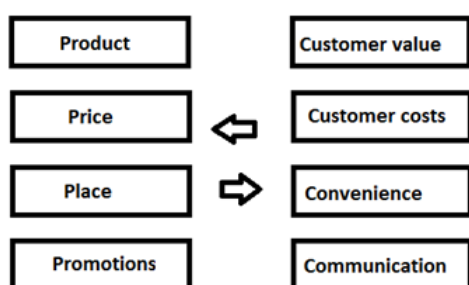 Product
Customer value
Price
Customer costs
Place
Convenience
Promotions
Communication